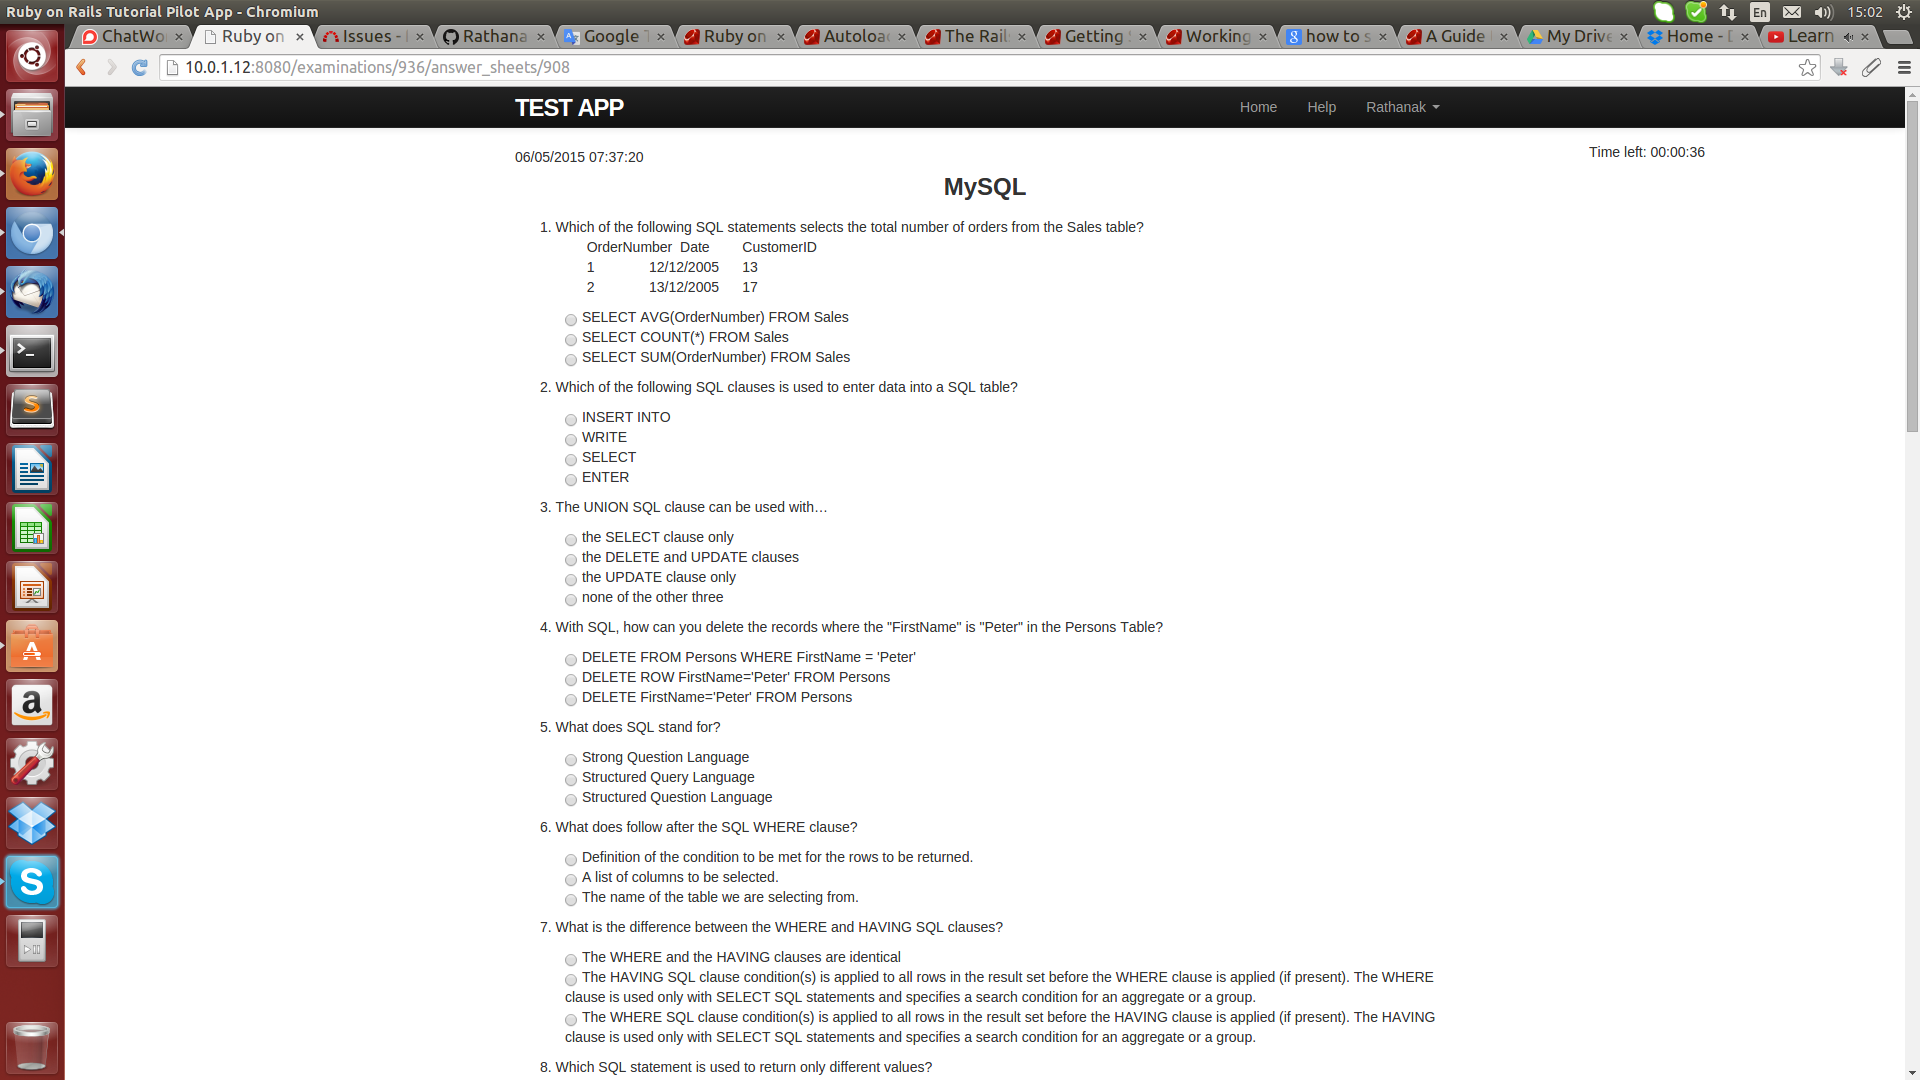 Ruby on Rails Tutorial Pilot App - Chromium
En
15:02
ChatWo
Ruby on
Issues -
Rathana
Google T
Ruby on
Autoload
The Rail
Getting
Working
how to s
A Guide
My Drive
Home - D
Learn
10.0.1.12:8080/examinations/936/answer_sheets/908
TEST APP
Home
Help
Rathanak
06/05/2015 07:37:20
Time left: 00:00:36
MySQL
1. Which of the following SQL statements selects the total number of orders from the Sales table?
OrderNumber Date CustomerID
1 12/12/2005 13
2 13/12/2005 17
SELECT AVG(OrderNumber) FROM Sales
SELECT COUNT(*) FROM Sales
SELECT SUM(OrderNumber) FROM Sales
2. Which of the following SQL clauses is used to enter data into a SQL table?
INSERT INTO
WRITE
SELECT
ENTER
3. The UNION SQL clause can be used with…
the SELECT clause only
the DELETE and UPDATE clauses
the UPDATE clause only
none of the other three
4. With SQL, how can you delete the records where the "FirstName" is "Peter" in the Persons Table?
DELETE FROM Persons WHERE FirstName = 'Peter'
DELETE ROW FirstName='Peter' FROM Persons
DELETE FirstName='Peter' FROM Persons
5. What does SQL stand for?
Strong Question Language
Structured Query Language
Structured Question Language
6. What does follow after the SQL WHERE clause?
Definition of the condition to be met for the rows to be returned.
A list of columns to be selected.
The name of the table we are selecting from.
7. What is the difference between the WHERE and HAVING SQL clauses?
The WHERE and the HAVING clauses are identical
The HAVING SQL clause condition(s) is applied to all rows in the result set before the WHERE clause is applied (if present). The WHERE
clause is used only with SELECT SQL statements and specifies a search condition for an aggregate or a group.
The WHERE SQL clause condition(s) is applied to all rows in the result set before the HAVING clause is applied (if present). The HAVING
clause is used only with SELECT SQL statements and specifies a search condition for an aggregate or a group.
8. Which SQL statement is used to return only different values?